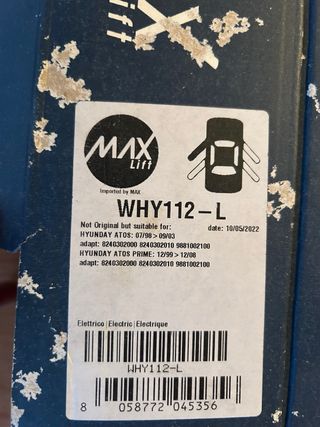 Lift
MAX
Lift
Imported by MAX
WHY112-L
Not Original but suitable for: date: 10/05/2022
HYUNDAY ATOS: 07/98 > 09/03
adapt: 8240302000 8240302010 9881002100
HYUNDAY ATOS PRIME: 12/99 > 12/08
adapt: 8240302000 8240302010 9881002100
Elettrico|Electric|Electrique
WHY112-L
8 058772 045356